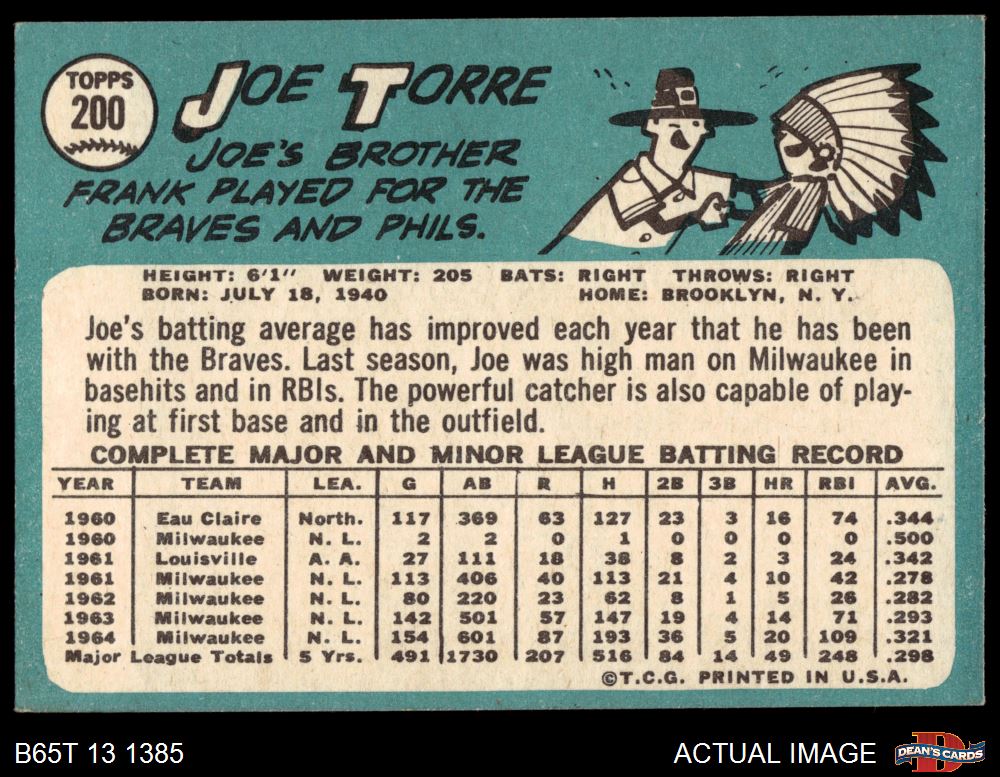 TOPPS
200
JOE TORRE
JOE'S BROTHER
FRANK PLAYED FOR THE
BRAVES AND PHILS.
HEIGHT: 6'1" WEIGHT: 205 BATS: RIGHT THROWS: RIGHT
BORN: JULY 18, 1940 HOME: BROOKLYN, N. Y.
Joe's batting average has improved each year that he has been
with the Braves. Last season, Joe was high man on Milwaukee in
basehits and in RBIs. The powerful catcher is also capable of play-
ing at first base and in the outfield.
COMPLETE MAJOR AND MINOR LEAGUE BATTING RECORD
YEAR TEAM LEA. G AB R H 2B 3B HR RBI AVG.
1960 Eau Claire North. 117 369 63 127 23 3 16 74 .344
1960 Milwaukee N. L. 2 2 0 1 0 0 0 0 .500
1961 Louisville A. A. 27 111 18 38 8 2 3 24 .342
1961 Milwaukee N. L. 113 406 40 113 21 4 10 42 .278
1962 Milwaukee N. L. 80 220 23 62 8 1 5 26 .282
1963 Milwaukee N. L. 142 501 57 147 19 4 14 71 .293
1964 Milwaukee N. L. 154 601 87 193 36 5 20 109 .321
Major League Totals 5 Yrs. 491 1730 207 516 84 14 49 248 .298
©T.C.G. PRINTED IN U.S.A.
B65T 13 1385 ACTUAL IMAGE DEAN'S CARDS